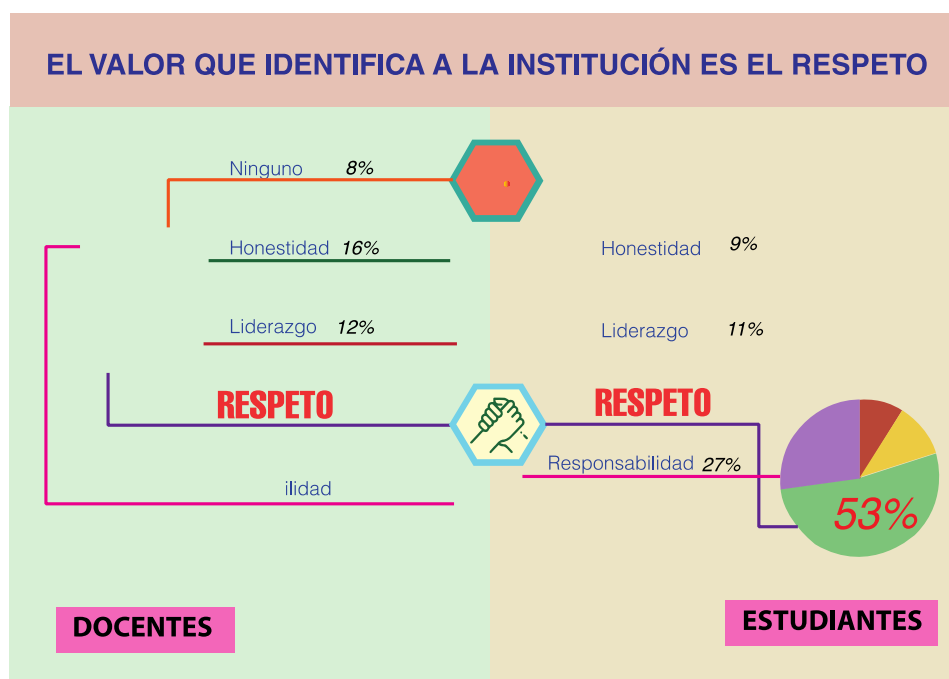 EL VALOR QUE IDENTIFICA A LA INSTITUCIÓN ES EL RESPETO
Ninguno 8%
Honestidad 16%
Honestidad 9%
Liderazgo 12%
Liderazgo 11%
RESPETO
RESPETO
Responsabilidad 27%
ilidad
53%
DOCENTES
ESTUDIANTES